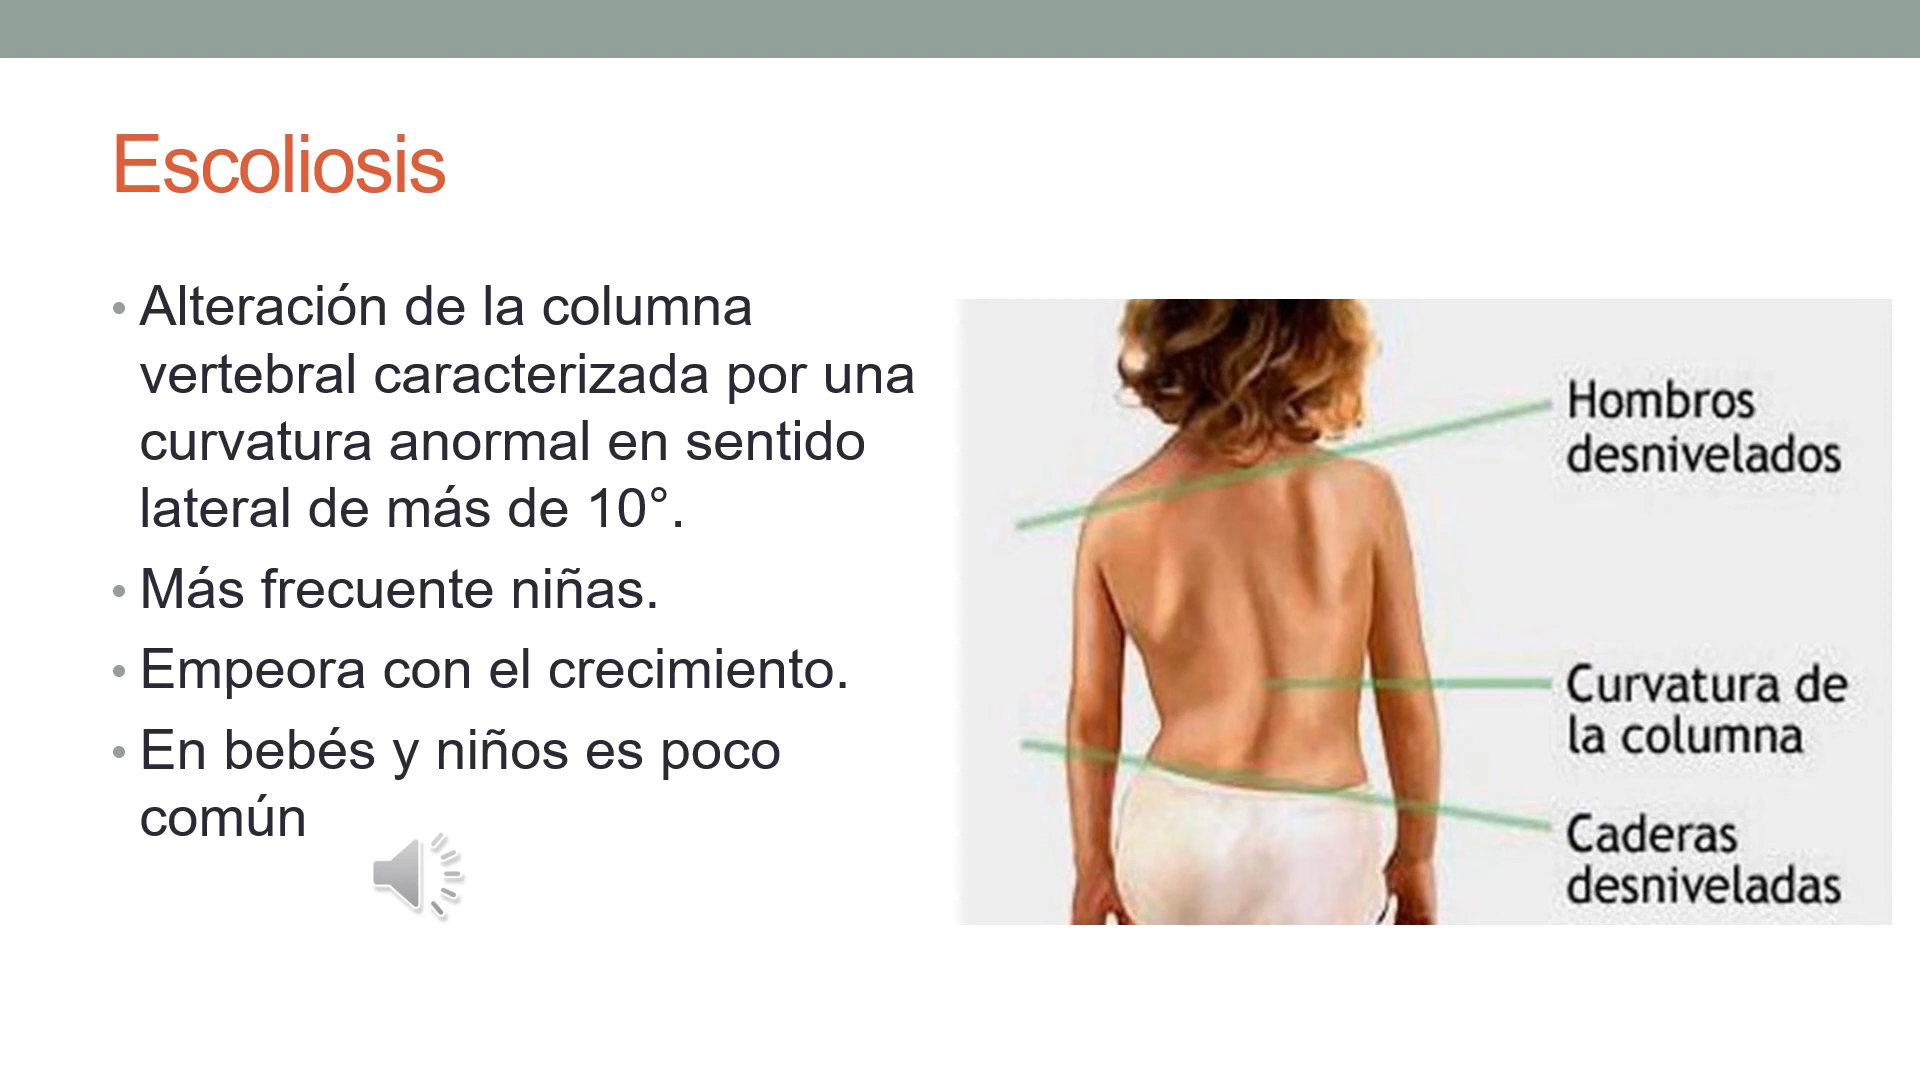 Escoliosis
• Alteración de la columna
vertebral caracterizada por una
curvatura anormal en sentido
lateral de más de 10°.
• Más frecuente niñas.
• Empeora con el crecimiento.
• En bebés y niños es poco
común
Hombros
desnivelados
Curvatura de
la columna
Caderas
desniveladas